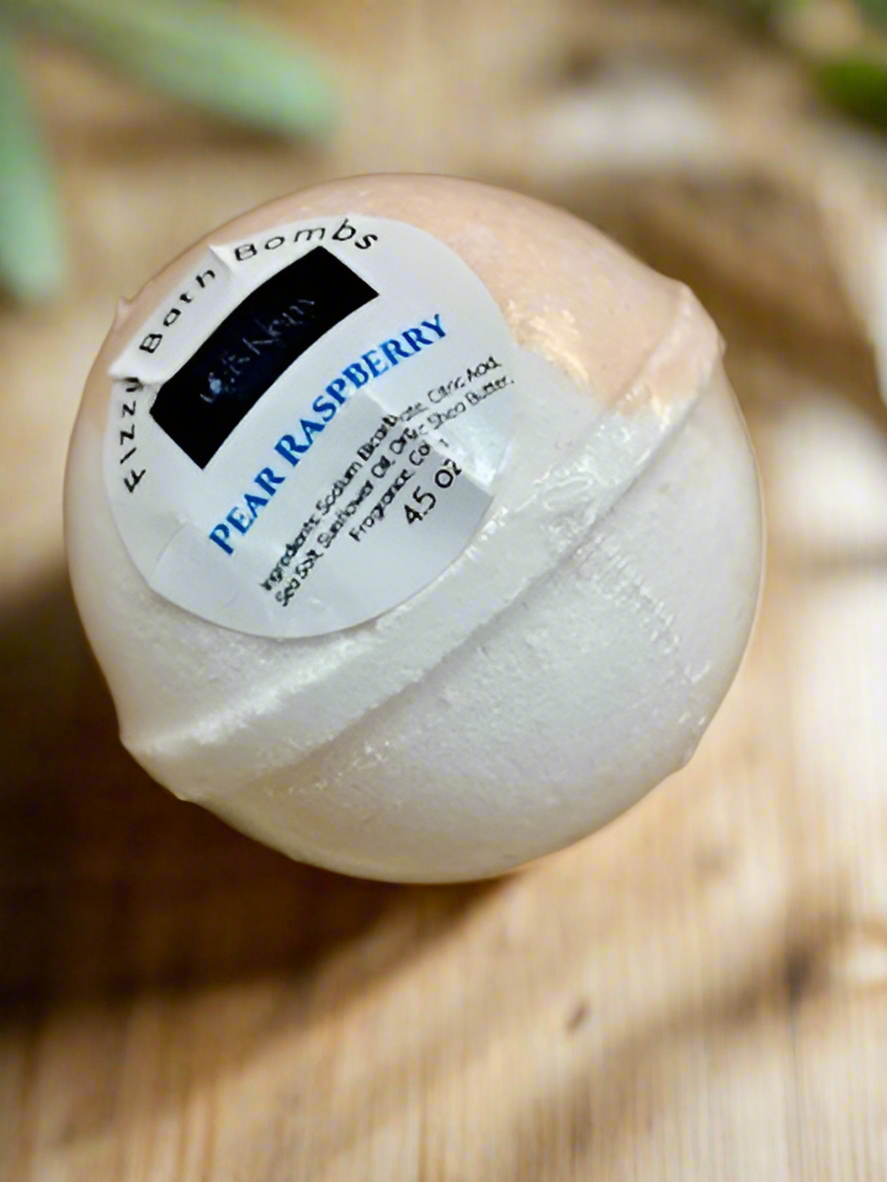 Fizzy Bath Bombs
PEAR RASPBERRY
Ingredients: Sodium Bicarbonate, Citric Acid,
Sea Salt, Sunflower Oil, Shea Butter,
Fragrance,
4.5 oz